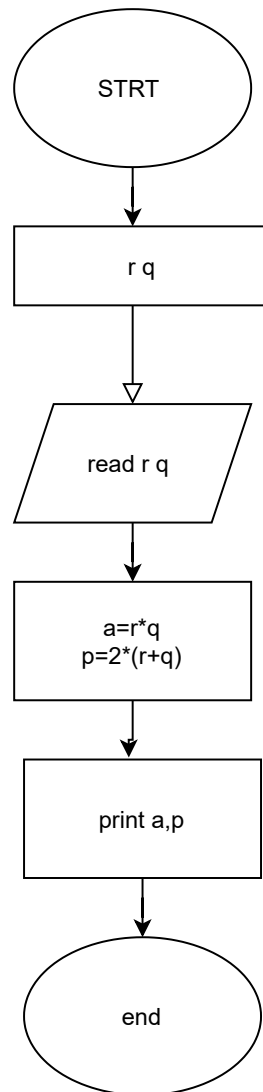 STRT
r q
read r q
a=r*q
p=2*(r+q)
print a,p
end